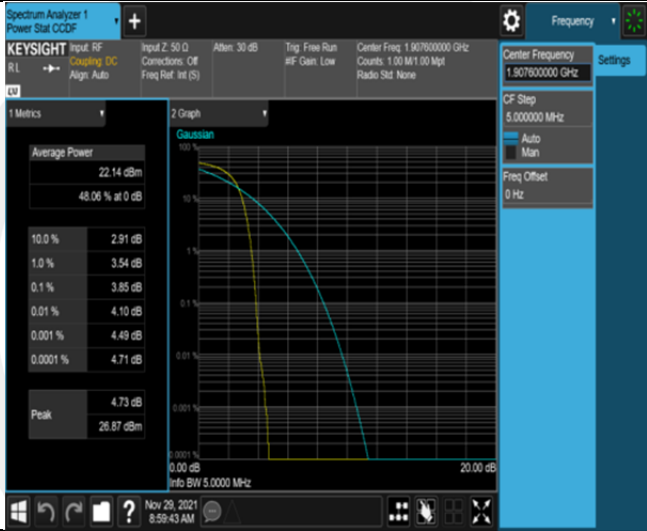 Spectrum Analyzer 1
Power Stat CCDF
+
Frequency
KEYSIGHT
RL
Input: RF
Coupling: DC
Align: Auto
Input Z: 50 Ω
Corrections: Off
Freq Ref: Int (S)
Atten: 30 dB
Trig: Free Run
#IF Gain: Low
Center Freq: 1.907600000 GHz
Counts: 1.00 M/1.00 Mpt
Radio Std: None
LXI
1 Metrics
Average Power
22.14 dBm
48.06 % at 0 dB
10.0 % 2.91 dB
1.0 % 3.54 dB
0.1 % 3.85 dB
0.01 % 4.10 dB
0.001 % 4.49 dB
0.0001 % 4.71 dB
Peak
4.73 dB
26.87 dBm
2 Graph
Gaussian
100 %
10 %
1 %
0.1 %
0.01 %
0.001 %
0.0001 %
0.00 dB 20.00 dB
Info BW 5.0000 MHz
Center Frequency
1.907600000 GHz
CF Step
5.000000 MHz
Auto
Man
Freq Offset
0 Hz
Settings
?
Nov 29, 2021
8:59:43 AM